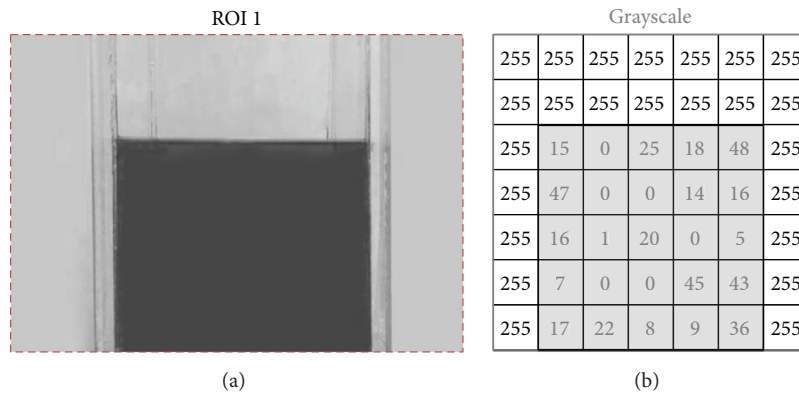 ROI 1
Grayscale
255 255 255 255 255 255 255
255 255 255 255 255 255 255
255 15 0 25 18 48 255
255 47 0 0 14 16 255
255 16 1 20 0 5 255
255 7 0 0 45 43 255
255 17 22 8 9 36 255
(a)
(b)